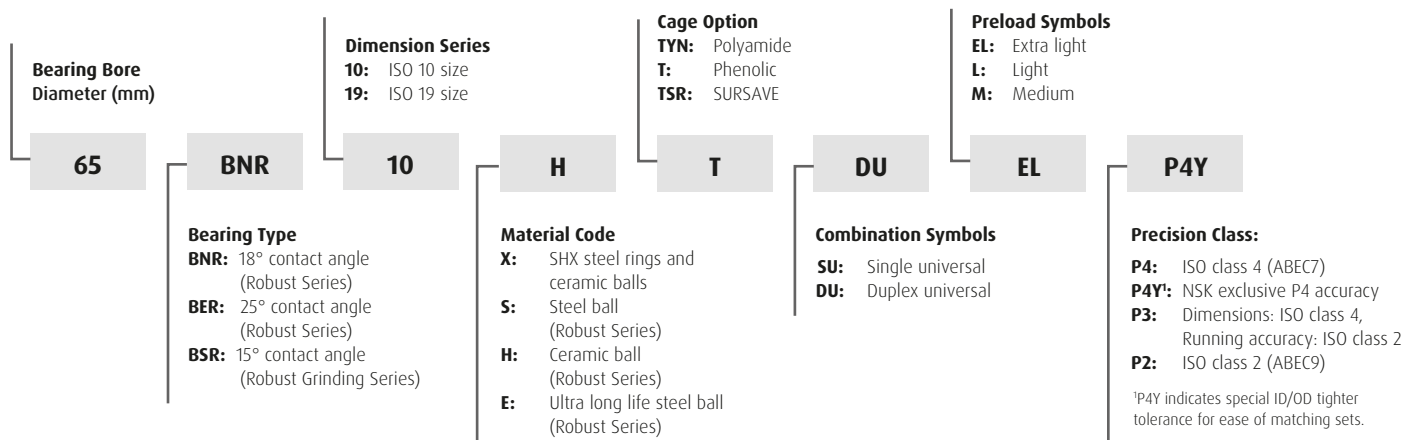 Bearing Bore
Diameter (mm)
Dimension Series
10: ISO 10 size
19: ISO 19 size
Cage Option
TYN: Polyamide
T: Phenolic
TSR: SURSAVE
Preload Symbols
EL: Extra light
L: Light
M: Medium
65 BNR 10 H T DU EL P4Y
Bearing Type
BNR: 18° contact angle
(Robust Series)
BER: 25° contact angle
(Robust Series)
BSR: 15° contact angle
(Robust Grinding Series)
Material Code
X: SHX steel rings and
ceramic balls
S: Steel ball
(Robust Series)
H: Ceramic ball
(Robust Series)
E: Ultra long life steel ball
(Robust Series)
Combination Symbols
SU: Single universal
DU: Duplex universal
Precision Class:
P4: ISO class 4 (ABEC7)
P4Y¹: NSK exclusive P4 accuracy
P3: Dimensions: ISO class 4,
Running accuracy: ISO class 2
P2: ISO class 2 (ABEC9)
¹P4Y indicates special ID/OD tighter
tolerance for ease of matching sets.